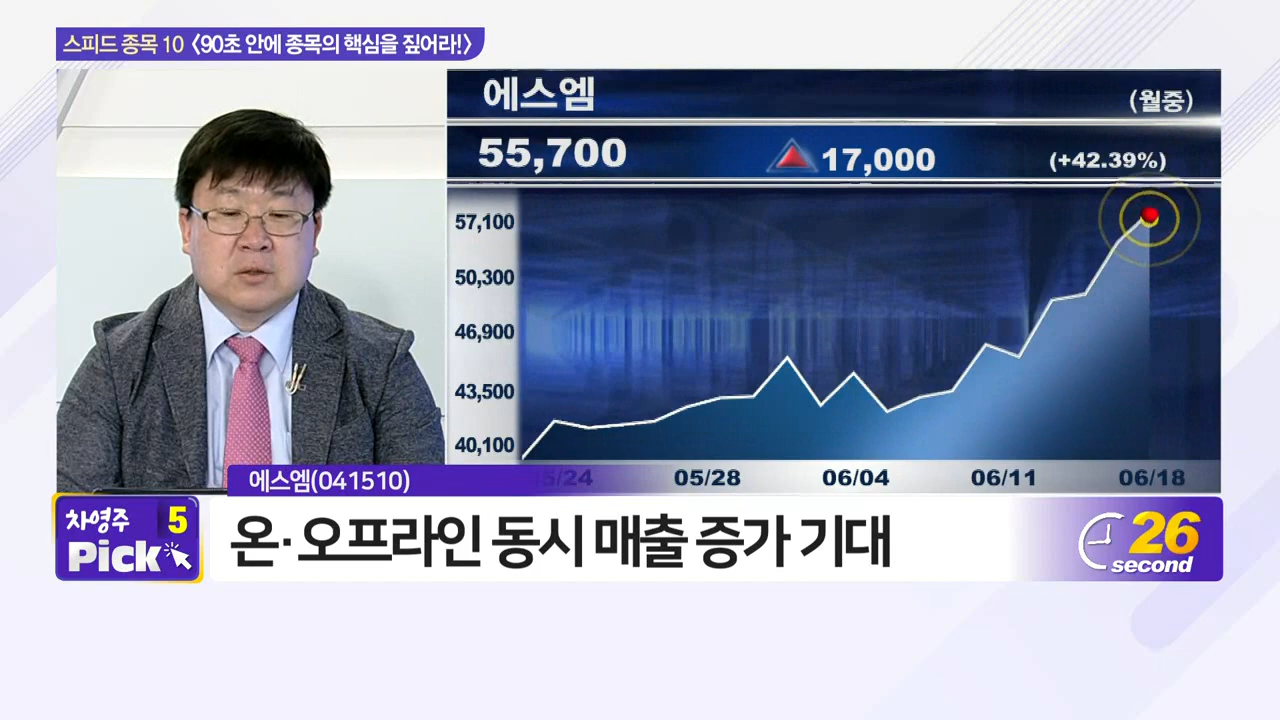 스피드 종목 10 <90초 안에 종목의 핵심을 짚어라!>
에스엠
(월중)
55,700
17,000
(+42.39%)
57,100
50,300
46,900
43,500
40,100
05/28
06/04
06/11
06/18
에스엠(041510)
차영주 5
Pick
온·오프라인 동시 매출 증가 기대
26
second